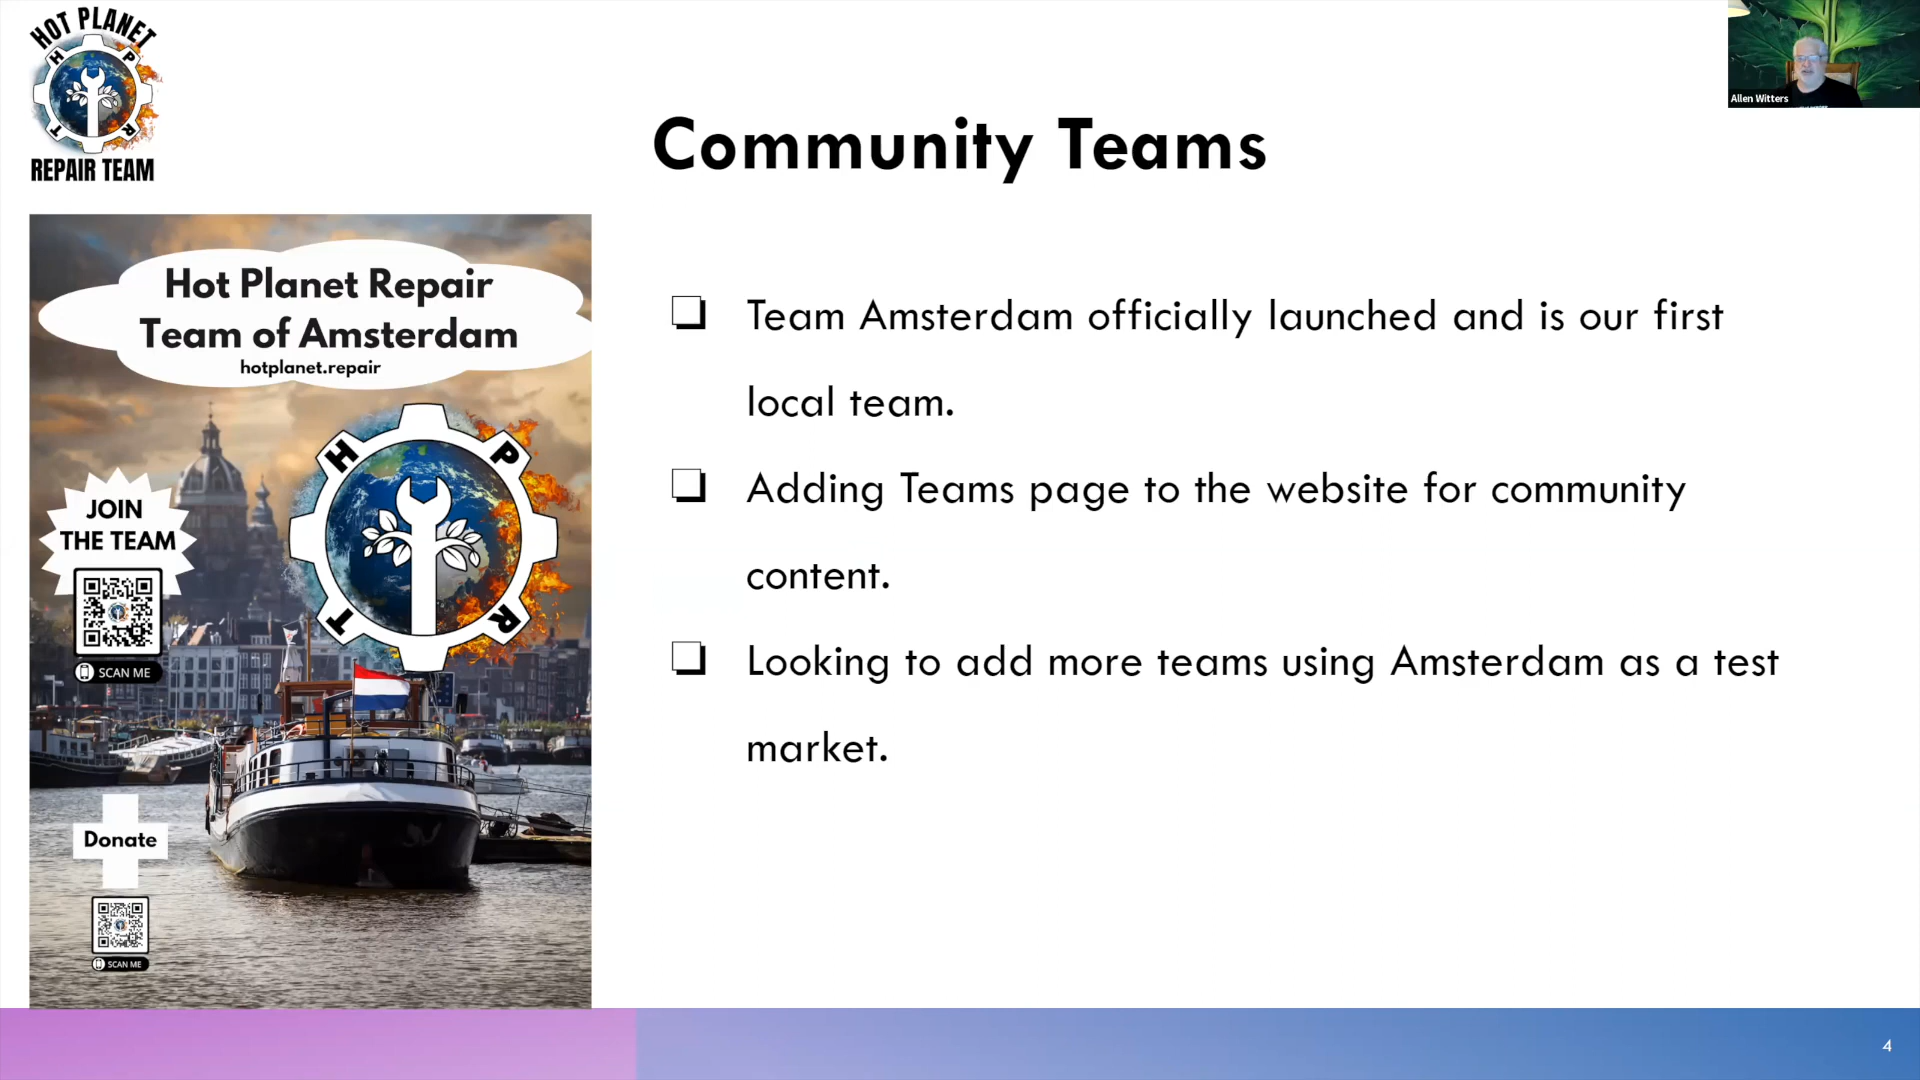 HOT PLANET
H P
T R
REPAIR TEAM
Allen Witters
Community Teams
Hot Planet Repair
Team of Amsterdam
hotplanet.repair
H P
T R
JOIN
THE TEAM
SCAN ME
Donate
SCAN ME
Team Amsterdam officially launched and is our first
local team.
Adding Teams page to the website for community
content.
Looking to add more teams using Amsterdam as a test
market.
4